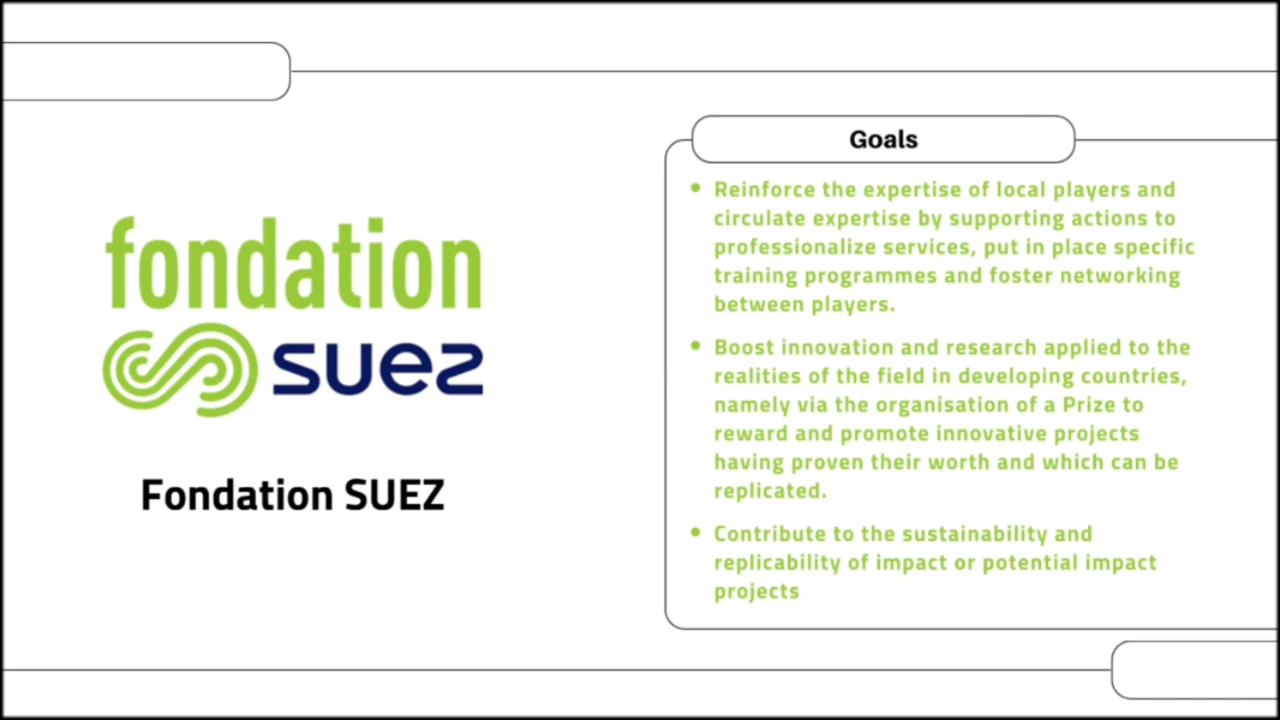 fondation
suez
Fondation SUEZ
Goals
• Reinforce the expertise of local players and
circulate expertise by supporting actions to
professionalize services, put in place specific
training programmes and foster networking
between players.
• Boost innovation and research applied to the
realities of the field in developing countries,
namely via the organisation of a Prize to
reward and promote innovative projects
having proven their worth and which can be
replicated.
• Contribute to the sustainability and
replicability of impact or potential impact
projects